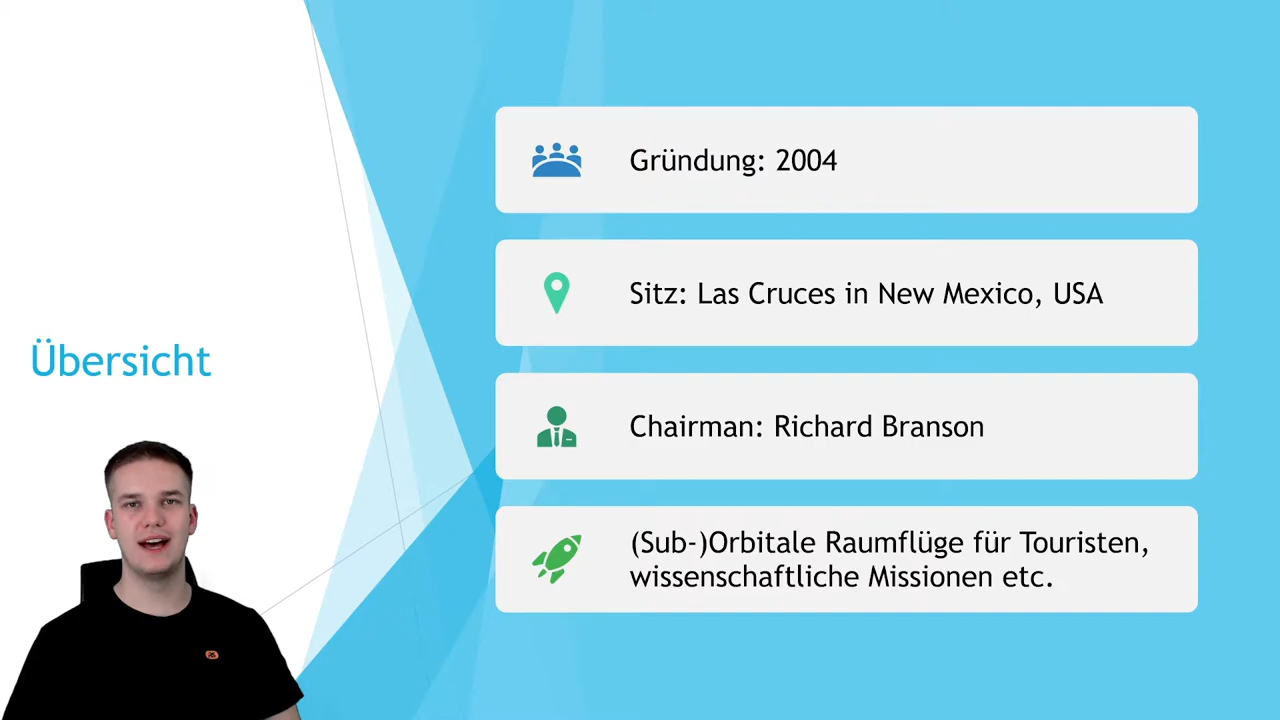 Übersicht
Gründung: 2004
Sitz: Las Cruces in New Mexico, USA
Chairman: Richard Branson
(Sub-)Orbitale Raumflüge für Touristen,
wissenschaftliche Missionen etc.